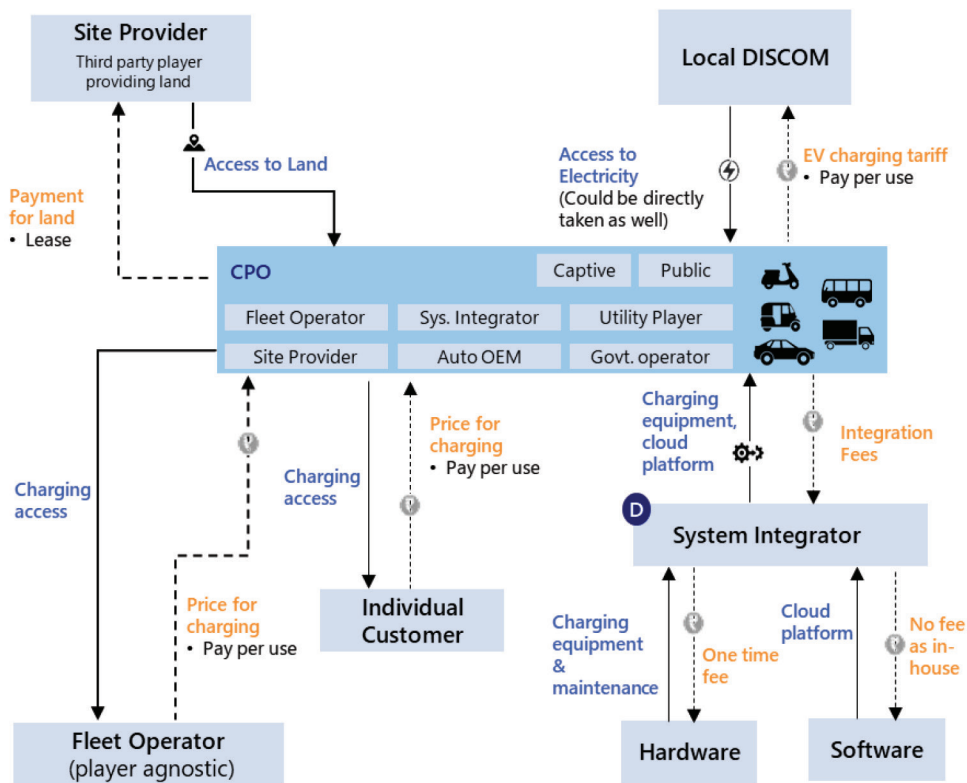 Site Provider
Third party player
providing land
Local DISCOM
Access to Land
Payment
for land
• Lease
Access to
Electricity
(Could be directly
taken as well)
EV charging tariff
• Pay per use
CPO
Captive
Public
Fleet Operator
Sys. Integrator
Utility Player
Site Provider
Auto OEM
Govt. operator
Charging
access
Price for
charging
• Pay per use
Charging
access
Price for
charging
• Pay per use
Charging
equipment,
cloud
platform
Integration
Fees
D
System Integrator
Individual
Customer
Charging
equipment
&
maintenance
One time
fee
Cloud
platform
No fee
as in-
house
Fleet Operator
(player agnostic)
Hardware
Software